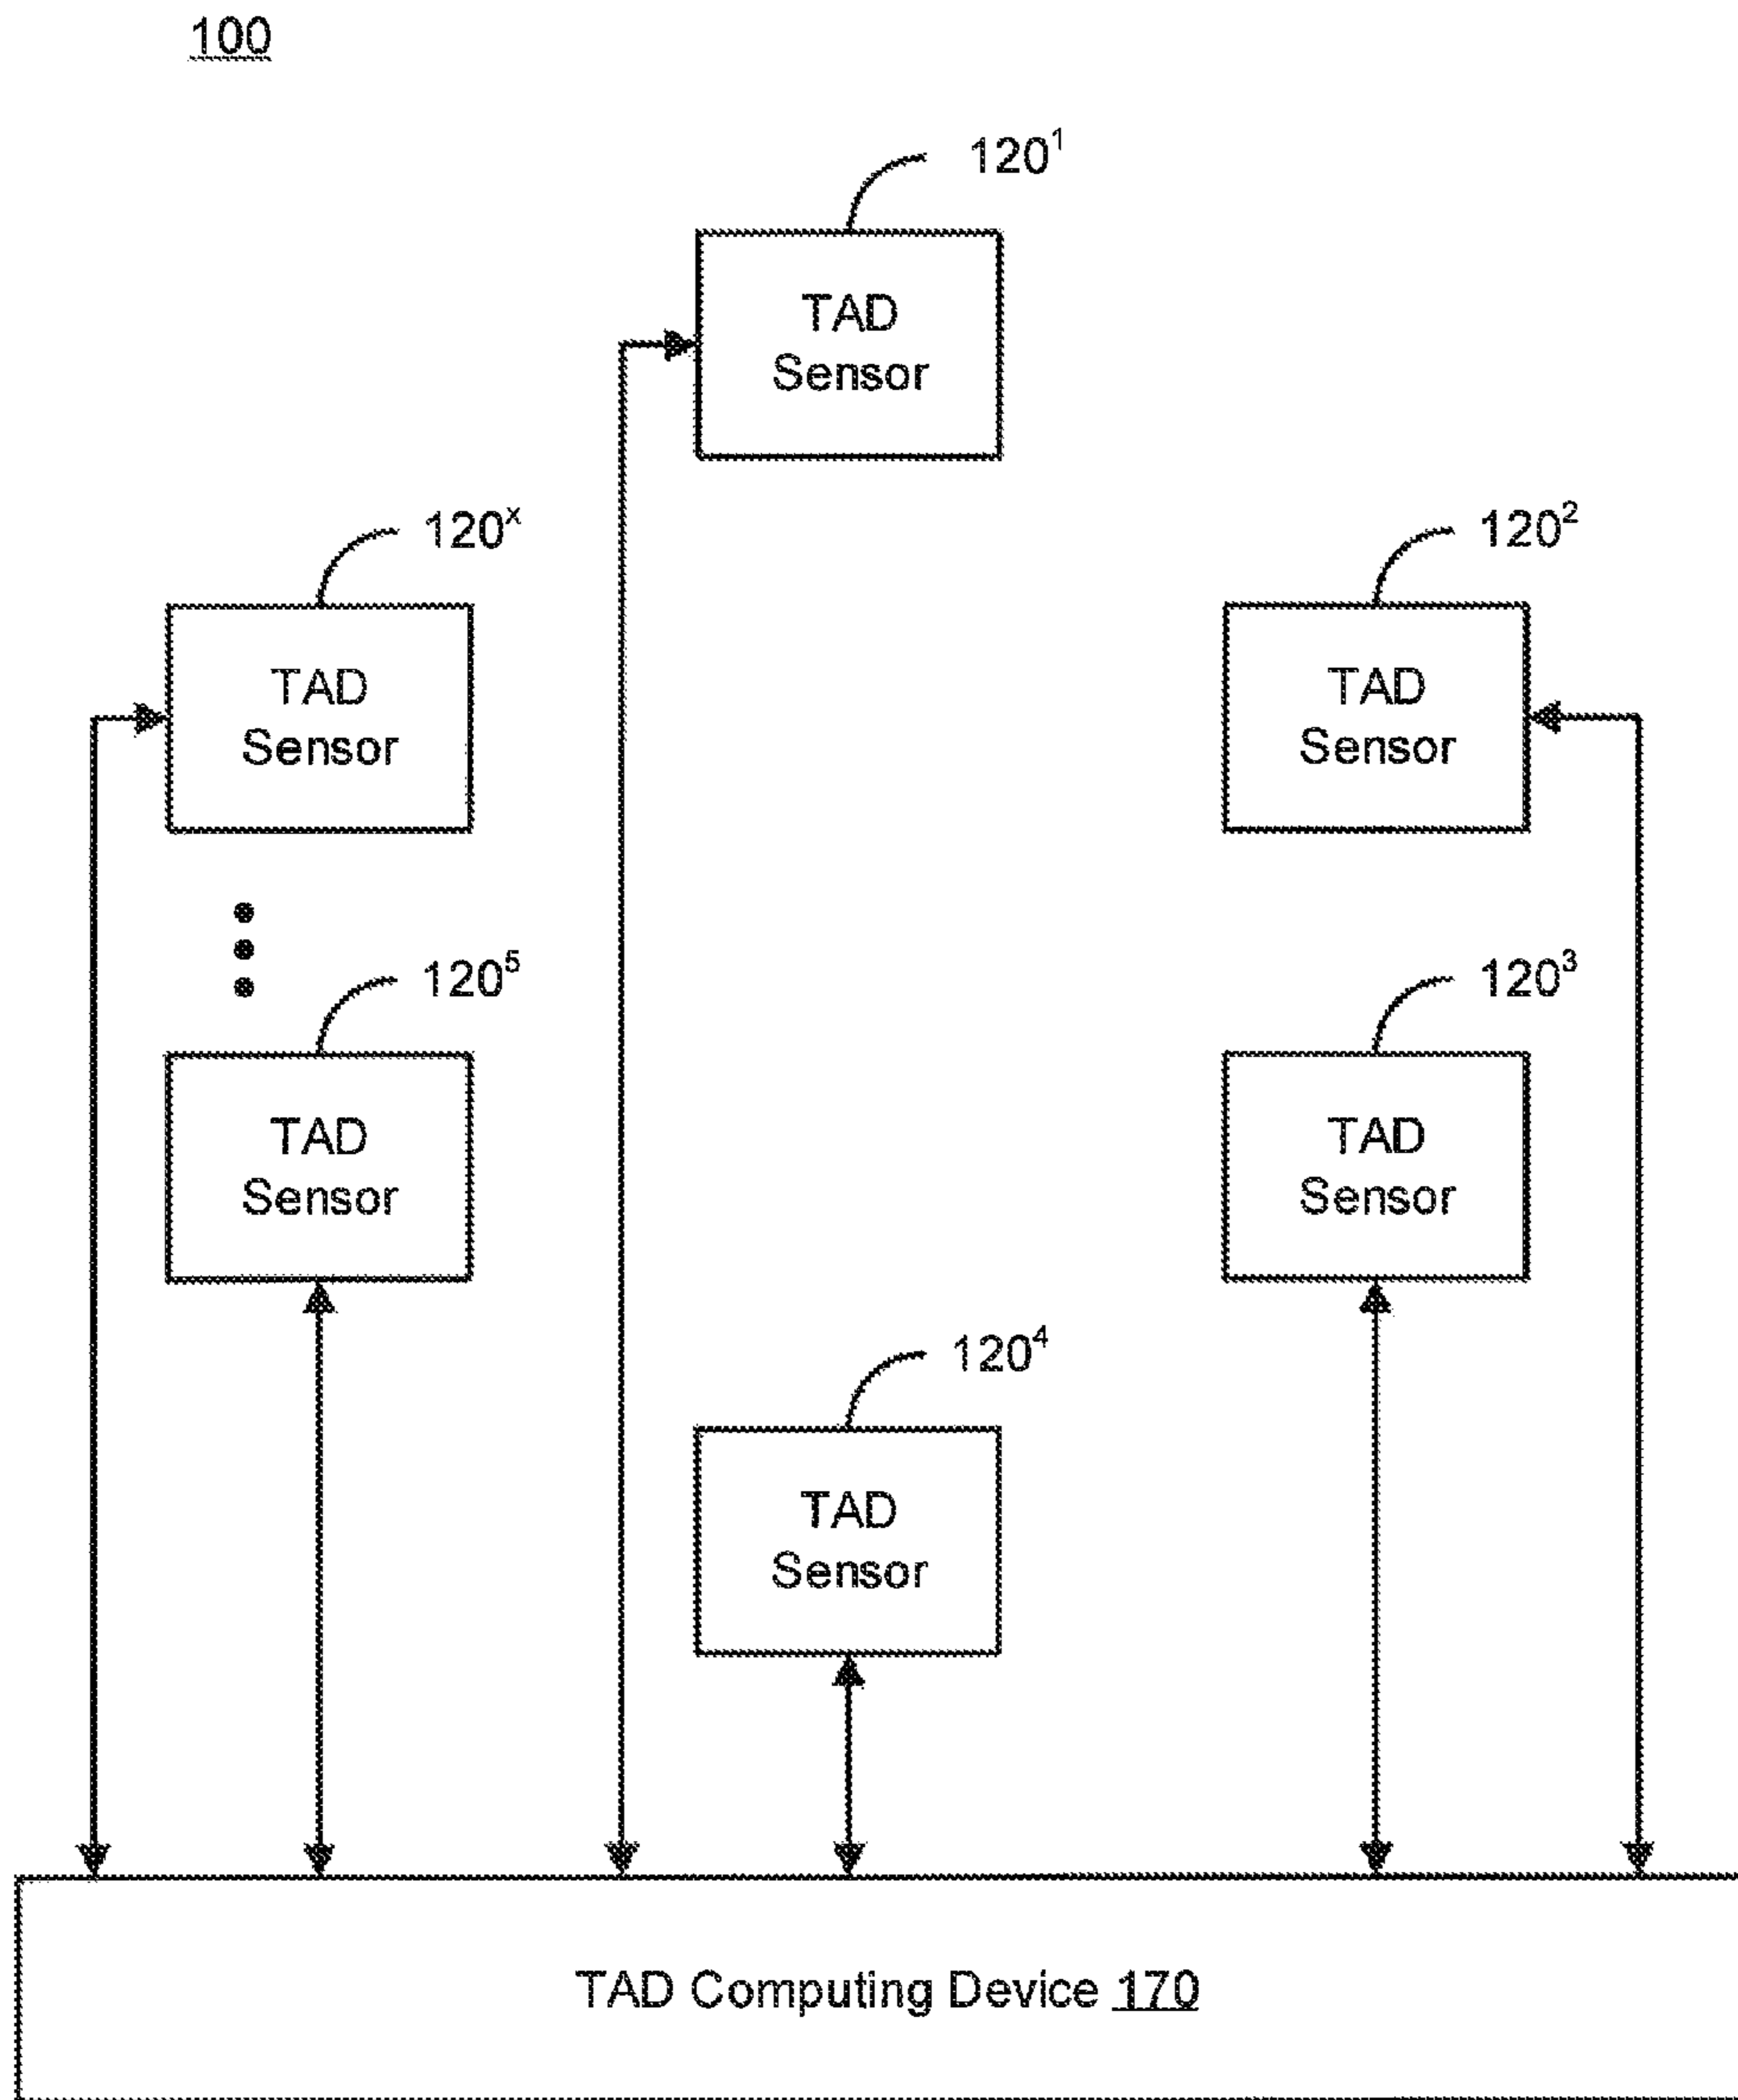 100
120¹
TAD
Sensor
120ˣ
TAD
Sensor
120²
TAD
Sensor
120⁵
TAD
Sensor
120³
TAD
Sensor
120⁴
TAD
Sensor
TAD Computing Device 170